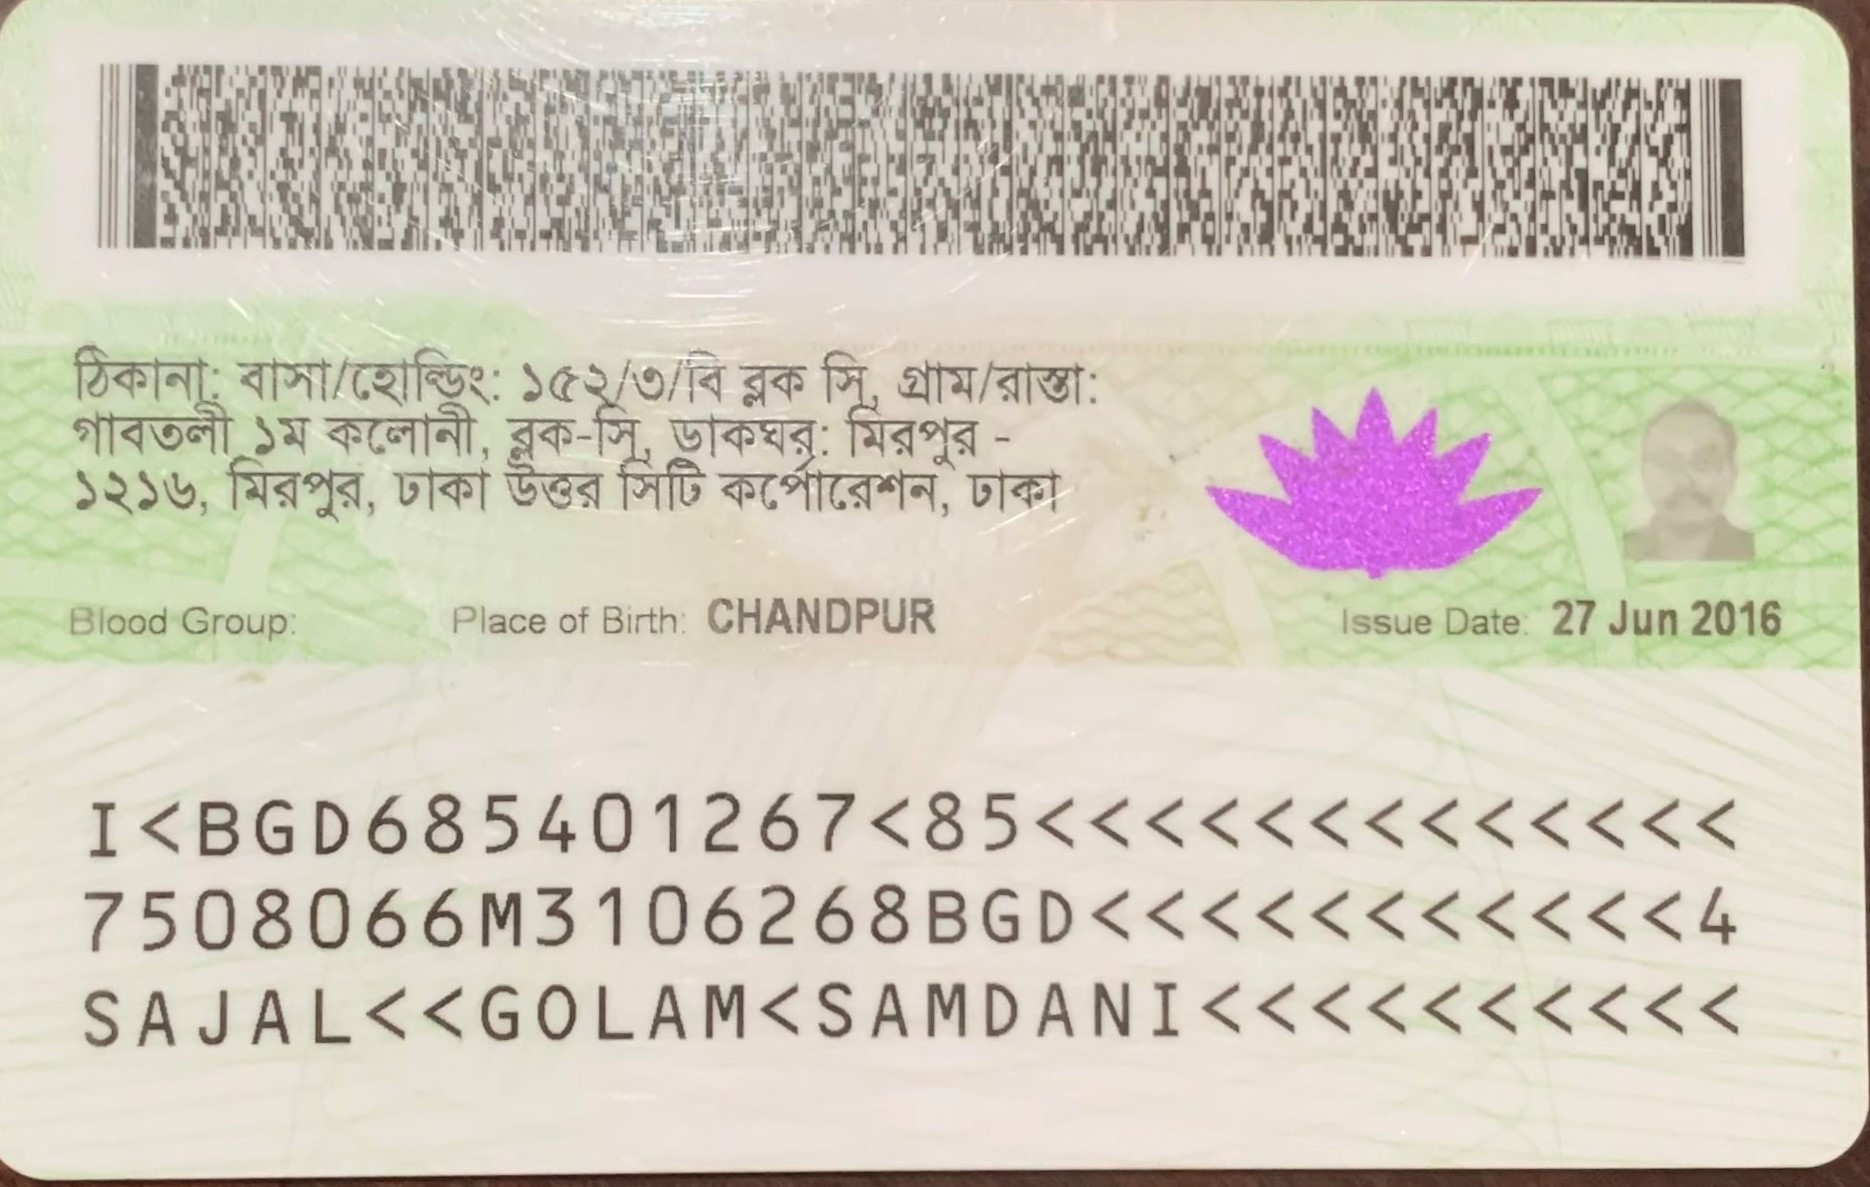 ঠিকানা: বাসা/হোল্ডিং: ১৫২/৩/বি ব্লক সি, গ্রাম/রাস্তা:
গাবতলী ১ম কলোনী, ব্লক-সি, ডাকঘর: মিরপুর -
১২১৬, মিরপুর, ঢাকা উত্তর সিটি কর্পোরেশন, ঢাকা
Blood Group: Place of Birth: CHANDPUR Issue Date: 27 Jun 2016
I<BGD685401267<85<<<<<<<<<<<<<
7508066M3106268BGD<<<<<<<<<<<4
SAJAL<<GOLAM<SAMDANI<<<<<<<<<<